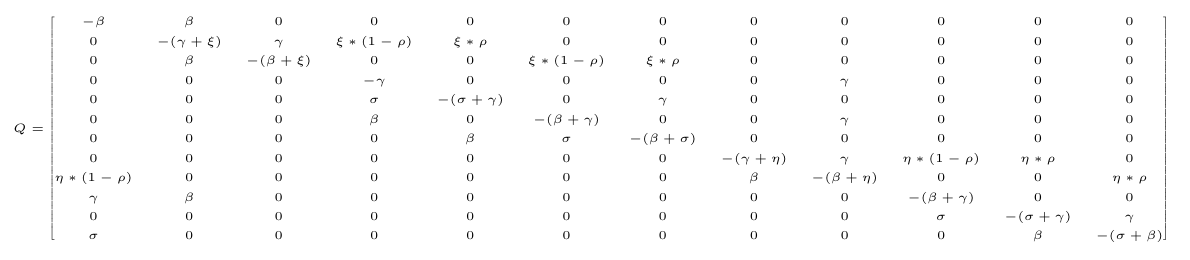 −β β 0 0 0 0 0 0 0 0 0 0
0 −(γ + ξ) γ ξ ∗ (1 − ρ) ξ ∗ ρ 0 0 0 0 0 0 0
0 β −(β + ξ) 0 0 ξ ∗ (1 − ρ) ξ ∗ ρ 0 0 0 0 0
0 0 0 −γ 0 0 0 0 γ 0 0 0
0 0 0 σ −(σ + γ) 0 γ 0 0 0 0 0
0 0 0 β 0 −(β + γ) 0 0 γ 0 0 0
Q = 0 0 0 0 β σ −(β + σ) 0 0 0 0 0
0 0 0 0 0 0 0 −(γ + η) γ η ∗ (1 − ρ) η ∗ ρ 0
η ∗ (1 − ρ) 0 0 0 0 0 0 β −(β + η) 0 0 η ∗ ρ
γ β 0 0 0 0 0 0 0 −(β + γ) 0 0
0 0 0 0 0 0 0 0 0 σ −(σ + γ) γ
σ 0 0 0 0 0 0 0 0 0 β −(σ + β)